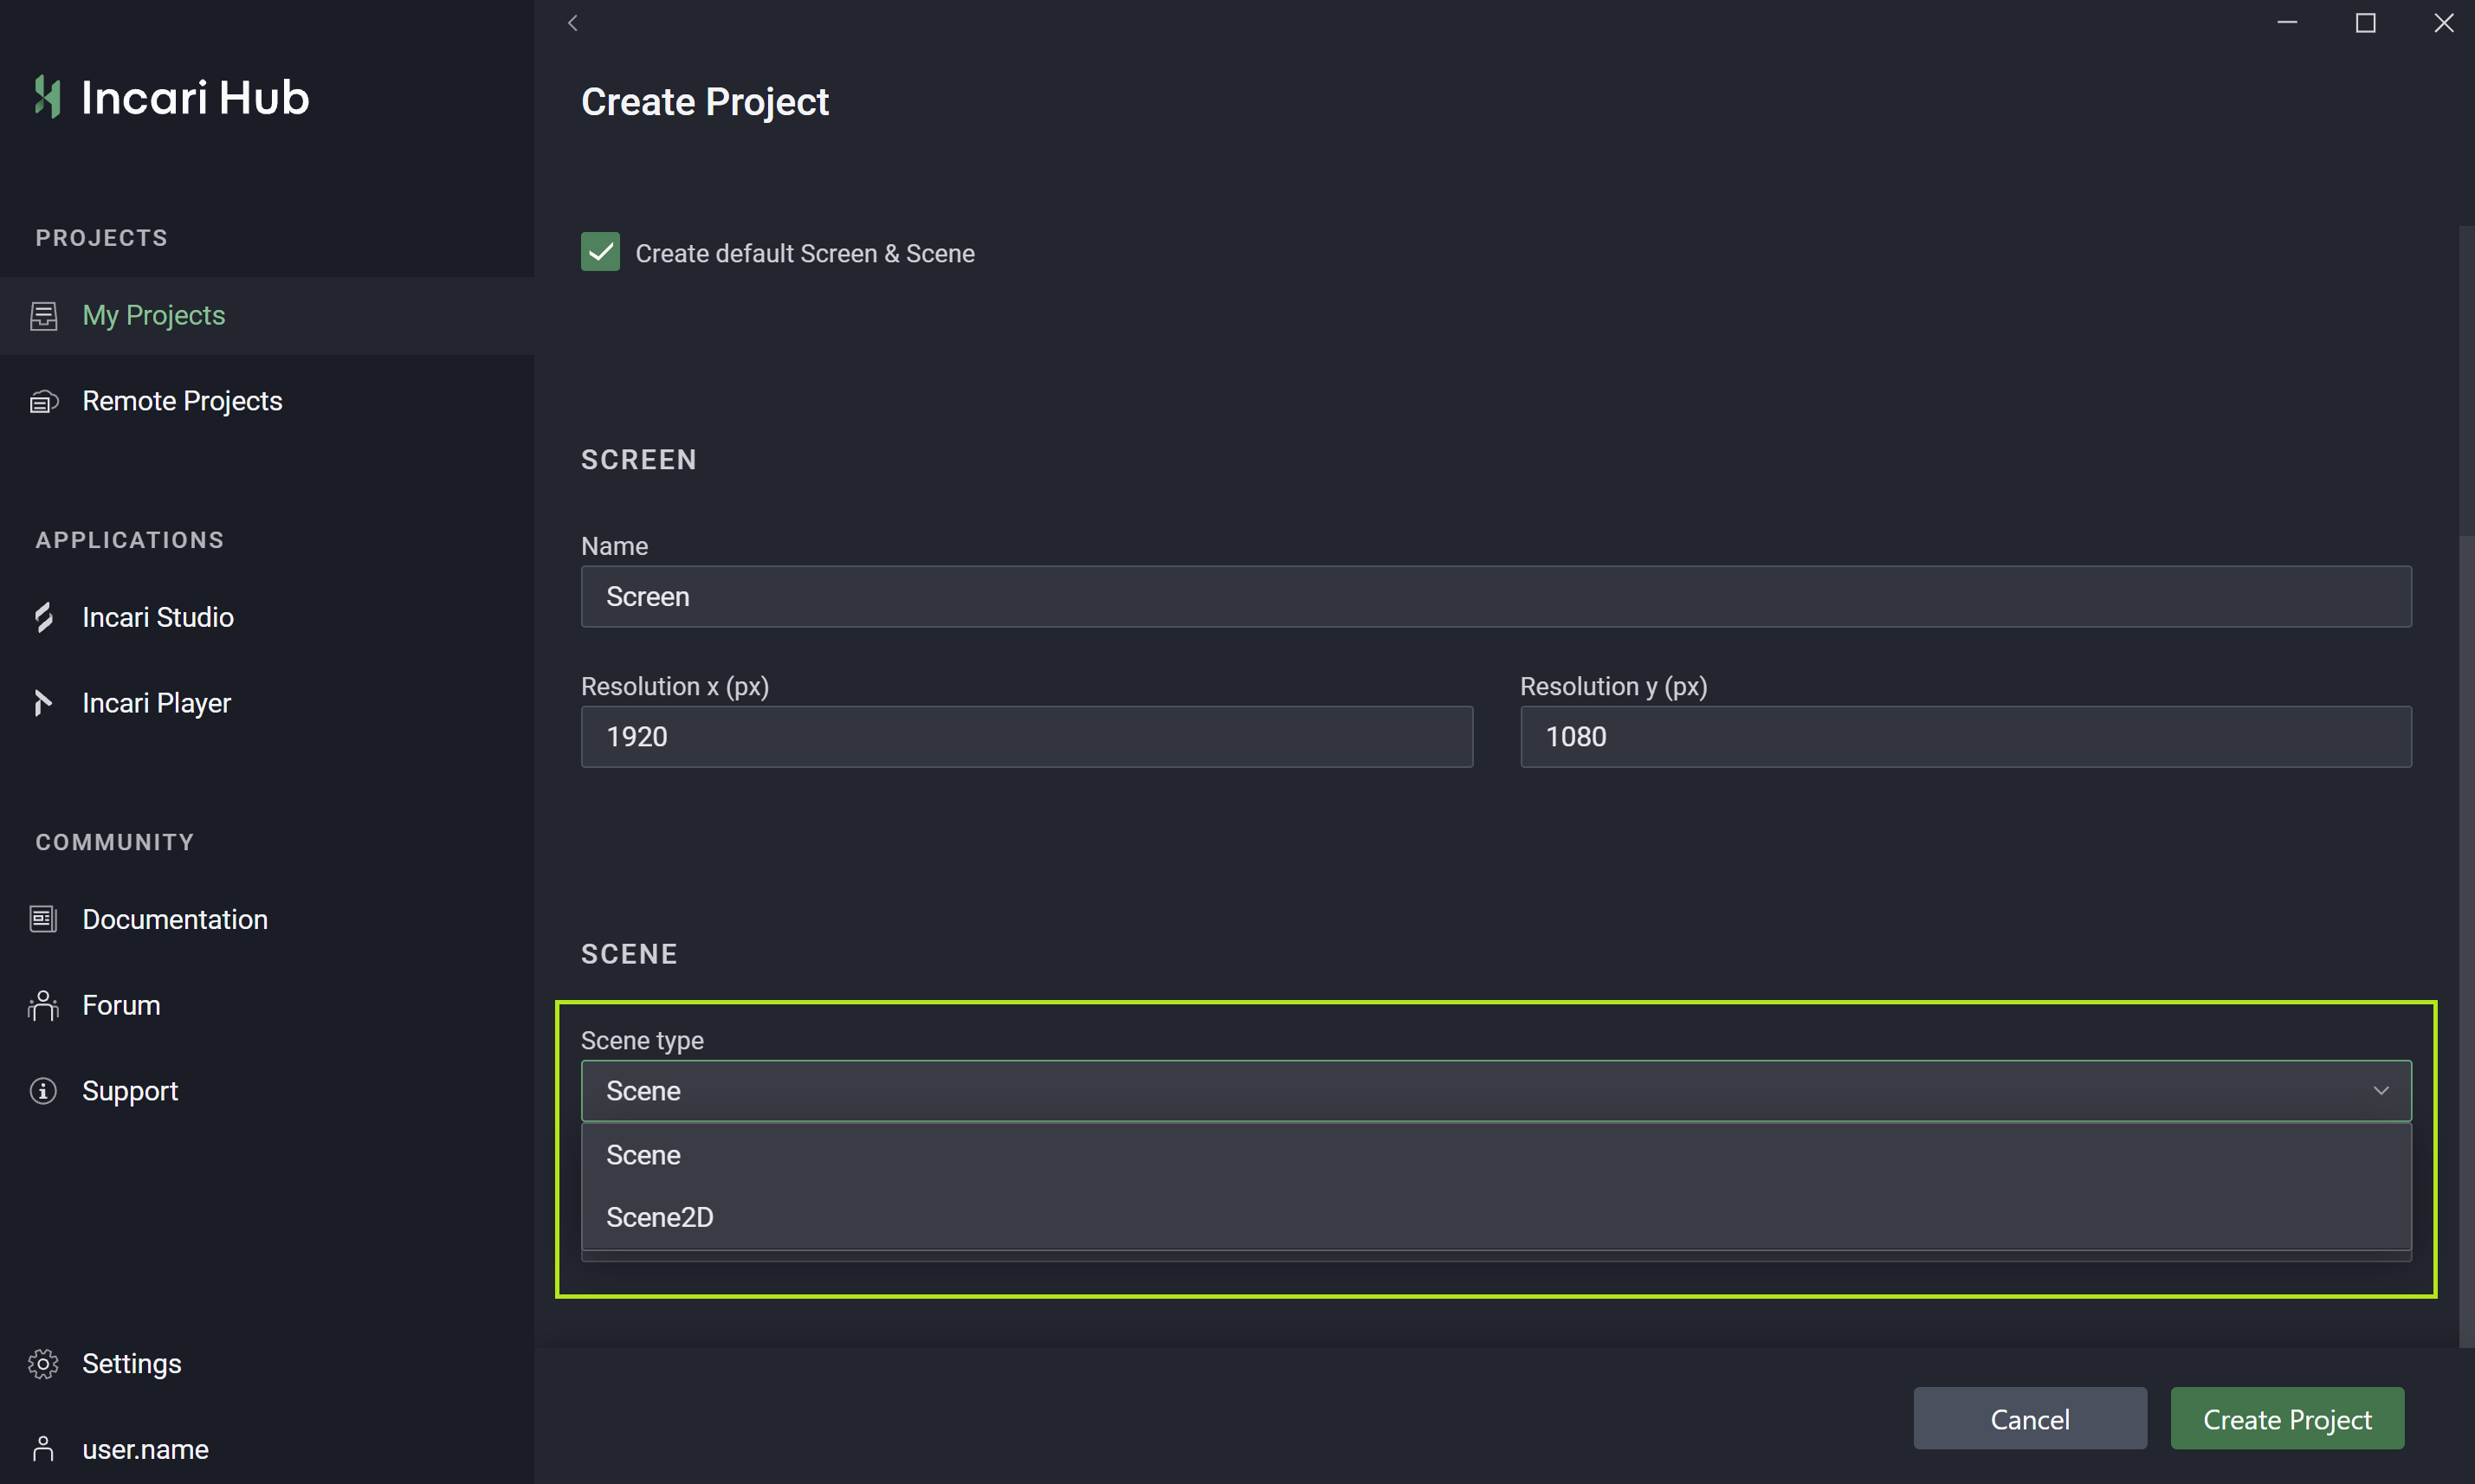 Incari Hub
PROJECTS
My Projects
Remote Projects
APPLICATIONS
Incari Studio
Incari Player
COMMUNITY
Documentation
Forum
Support
Settings
user.name
Create Project
Create default Screen & Scene
SCREEN
Name
Screen
Resolution x (px)
Resolution y (px)
1920
1080
SCENE
Scene type
Scene
Scene
Scene2D
Cancel
Create Project